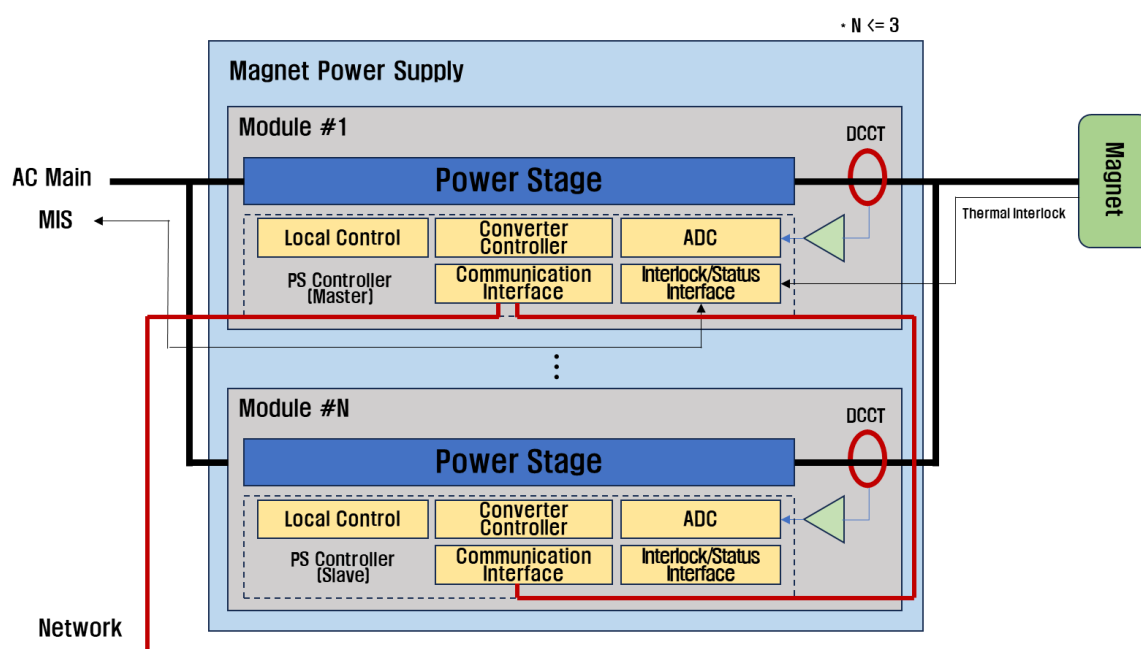 * N <= 3
Magnet Power Supply
Module #1
DCCT
AC Main
Power Stage
Magnet
MIS
Thermal Interlock
Local Control
Converter
Controller
ADC
PS Controller
(Master)
Communication
Interface
Interlock/Status
Interface
⋮
Module #N
DCCT
Power Stage
Local Control
Converter
Controller
ADC
PS Controller
(Slave)
Communication
Interface
Interlock/Status
Interface
Network